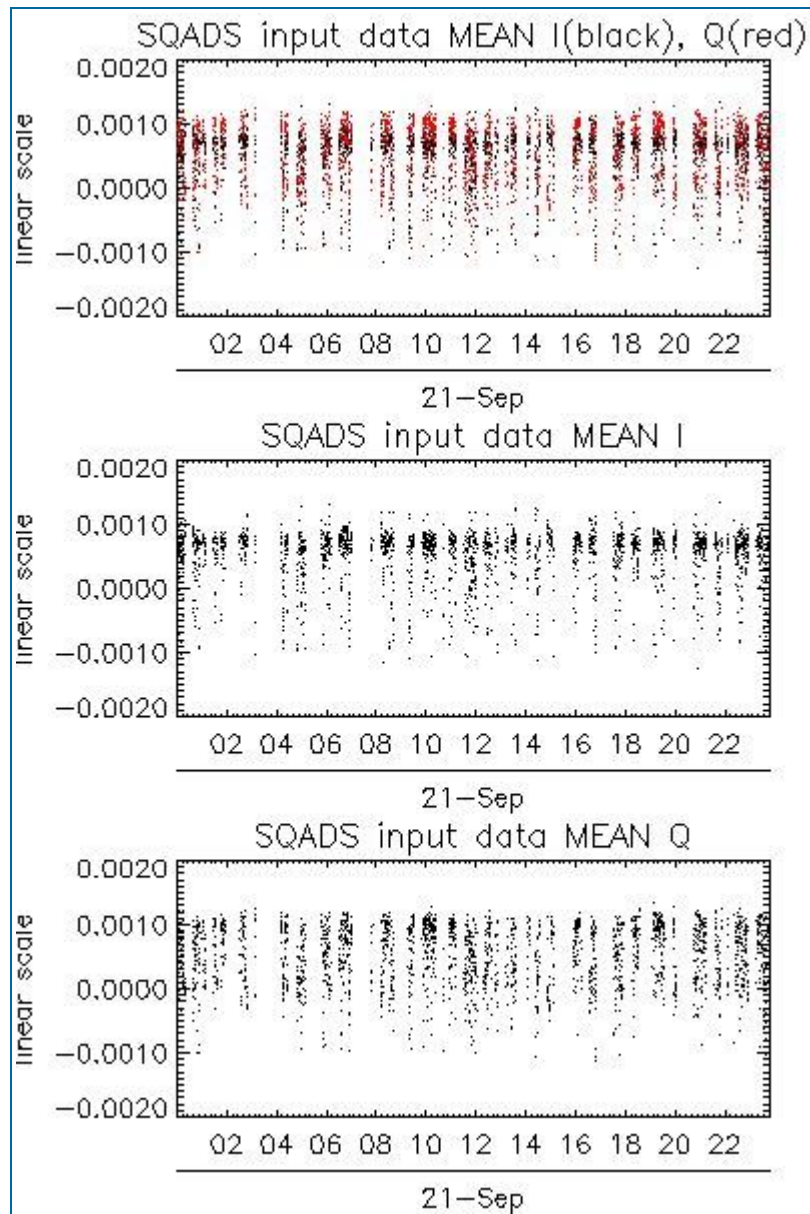 SQADS input data MEAN I(black), Q(red)
0.0020
0.0010
0.0000
−0.0010
−0.0020
linear scale
02 04 06 08 10 12 14 16 18 20 22
21−Sep
SQADS input data MEAN I
0.0020
0.0010
0.0000
−0.0010
−0.0020
linear scale
02 04 06 08 10 12 14 16 18 20 22
21−Sep
SQADS input data MEAN Q
0.0020
0.0010
0.0000
−0.0010
−0.0020
linear scale
02 04 06 08 10 12 14 16 18 20 22
21−Sep